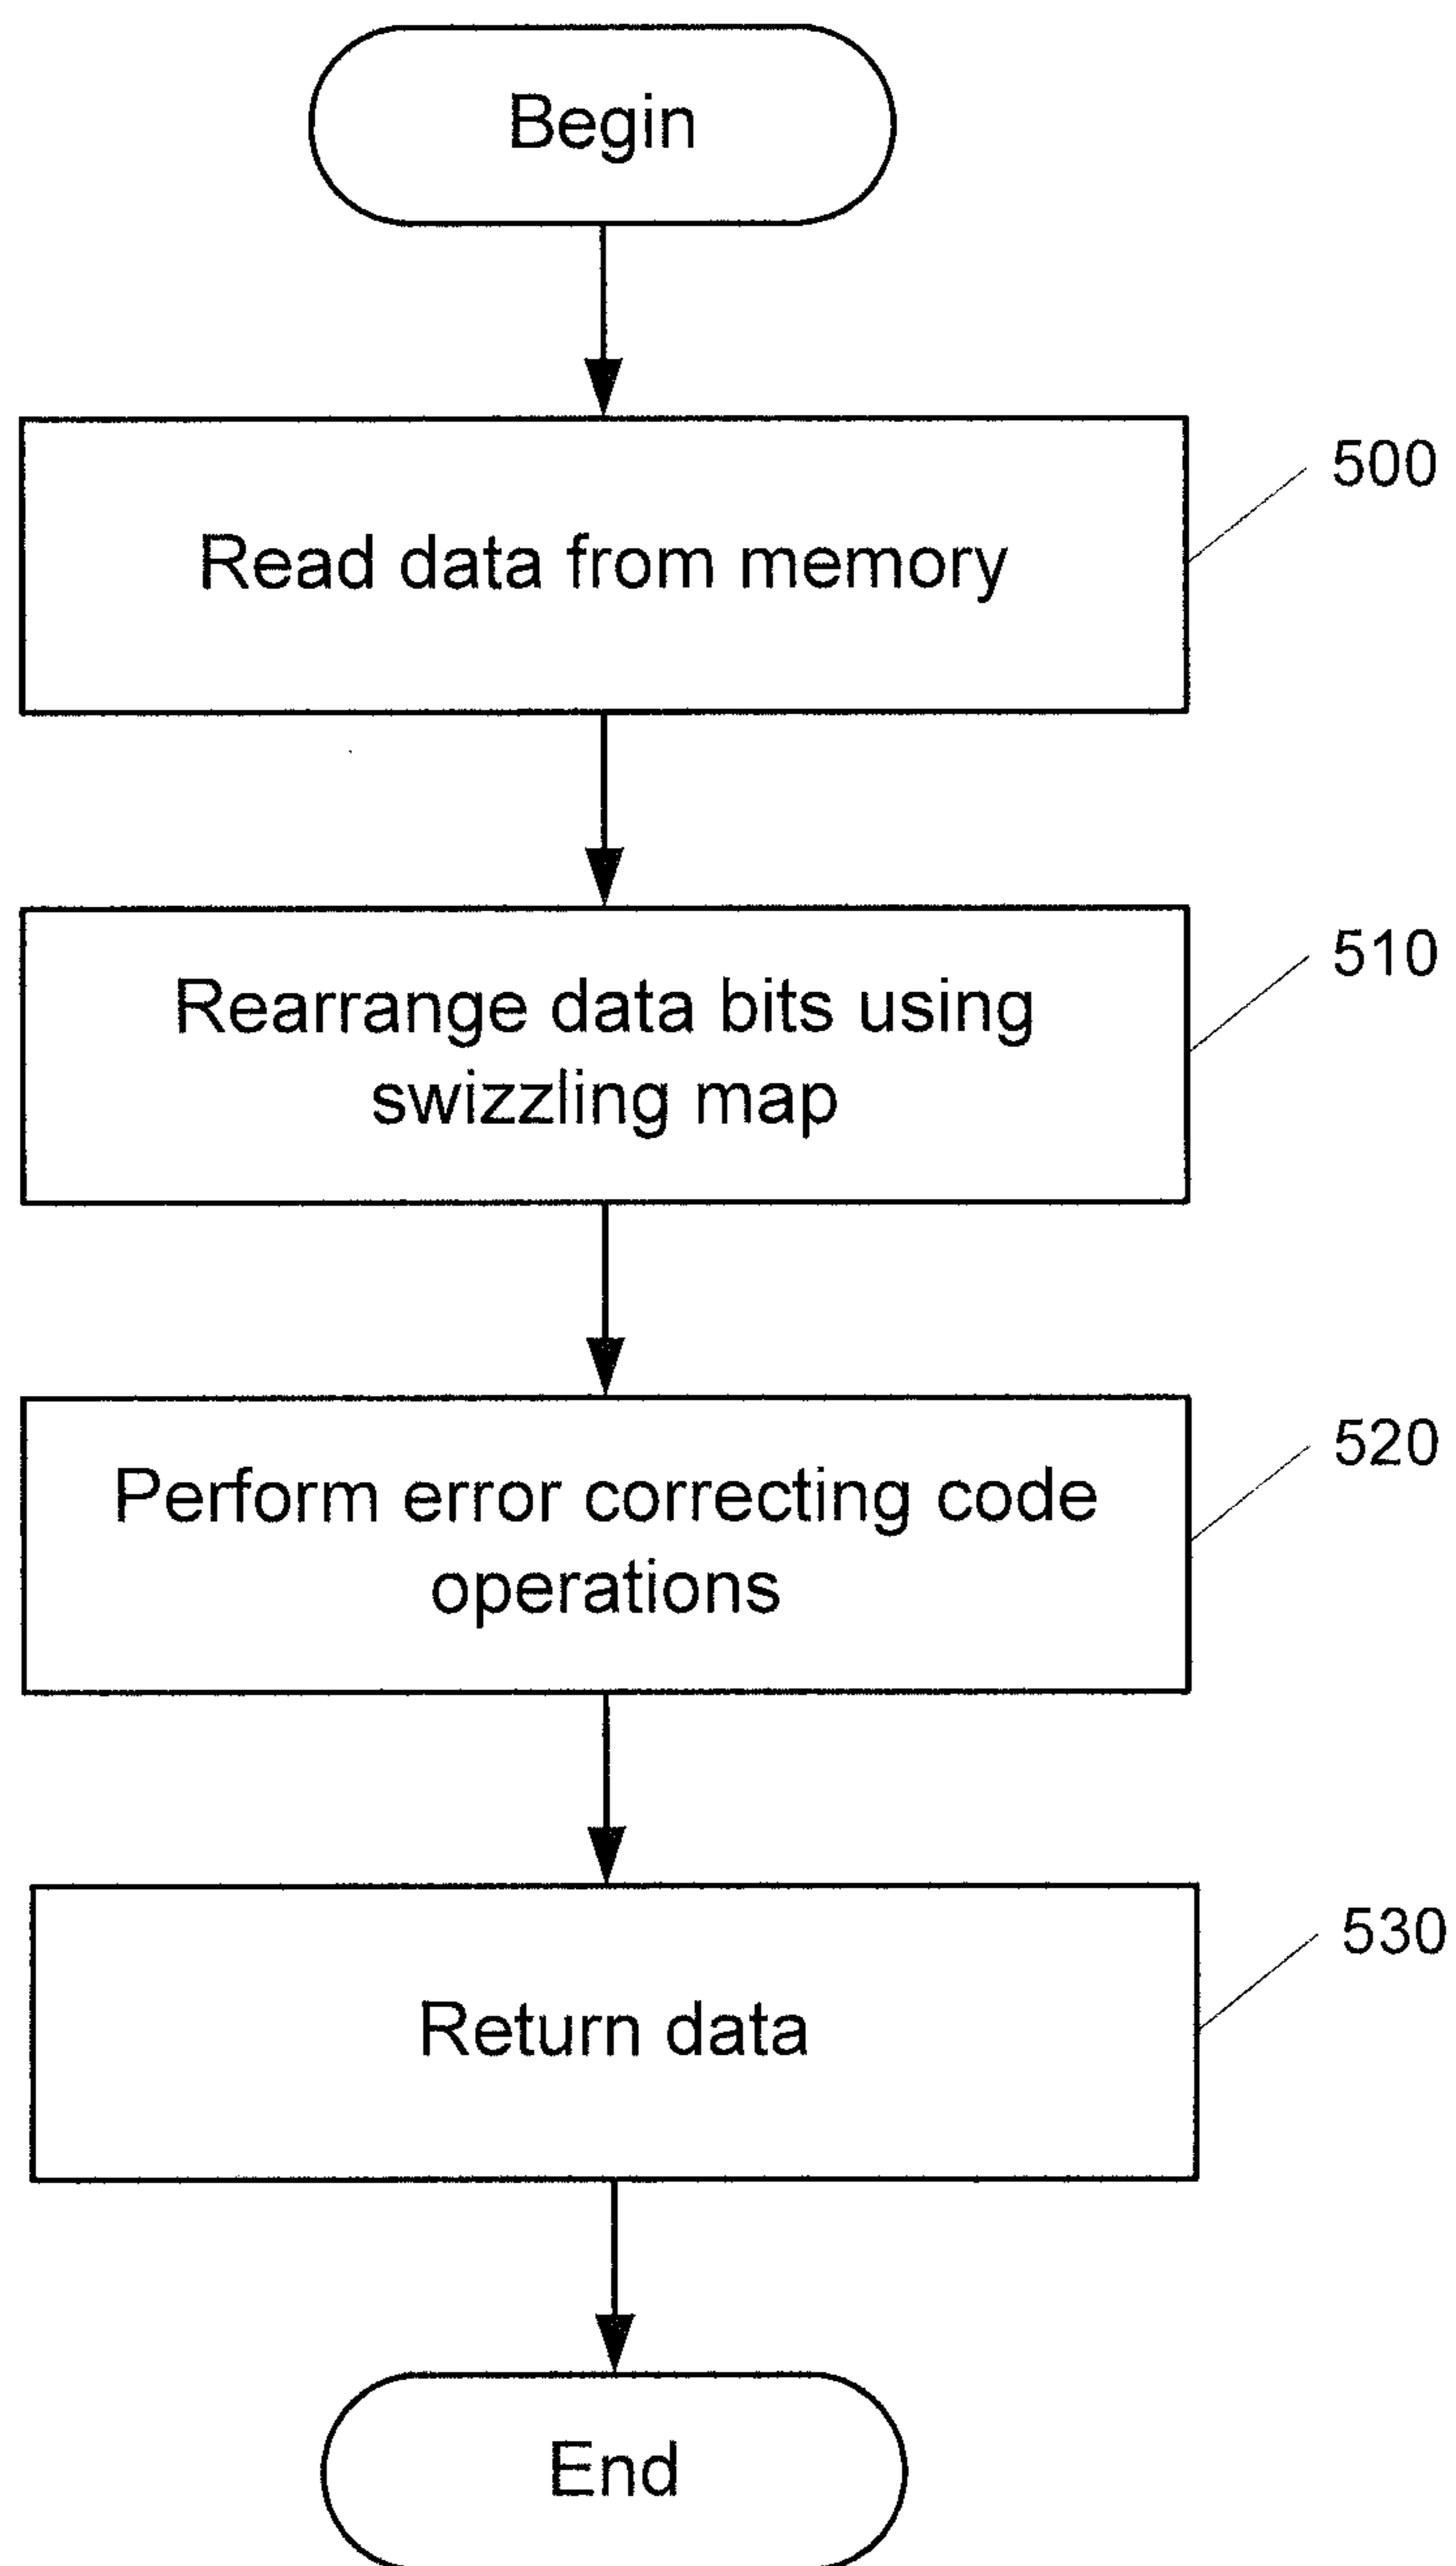 Begin
500
Read data from memory
510
Rearrange data bits using
swizzling map
520
Perform error correcting code
operations
530
Return data
End